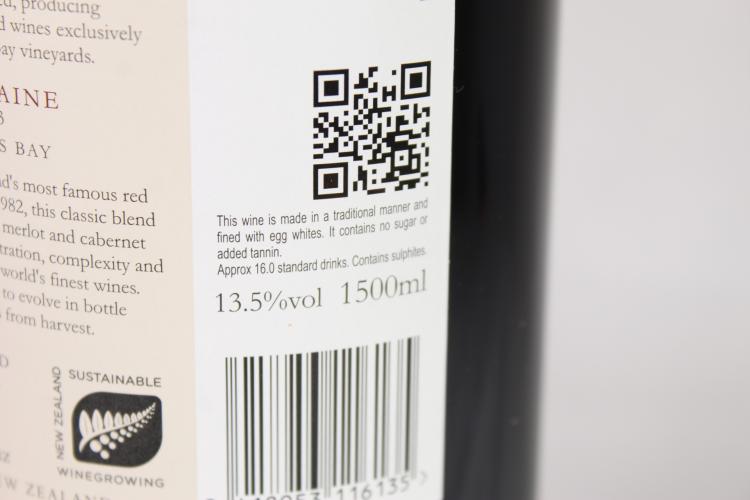 producing
wines exclusively
vineyards.
S BAY
most famous red
982, this classic blend
merlot and cabernet
complexity and
world's finest wines.
to evolve in bottle
from harvest.
SUSTAINABLE
NEW ZEALAND
WINEGROWING
This wine is made in a traditional manner and
fined with egg whites. It contains no sugar or
added tannin.
Approx 16.0 standard drinks. Contains sulphites.
13.5%vol 1500ml
116135